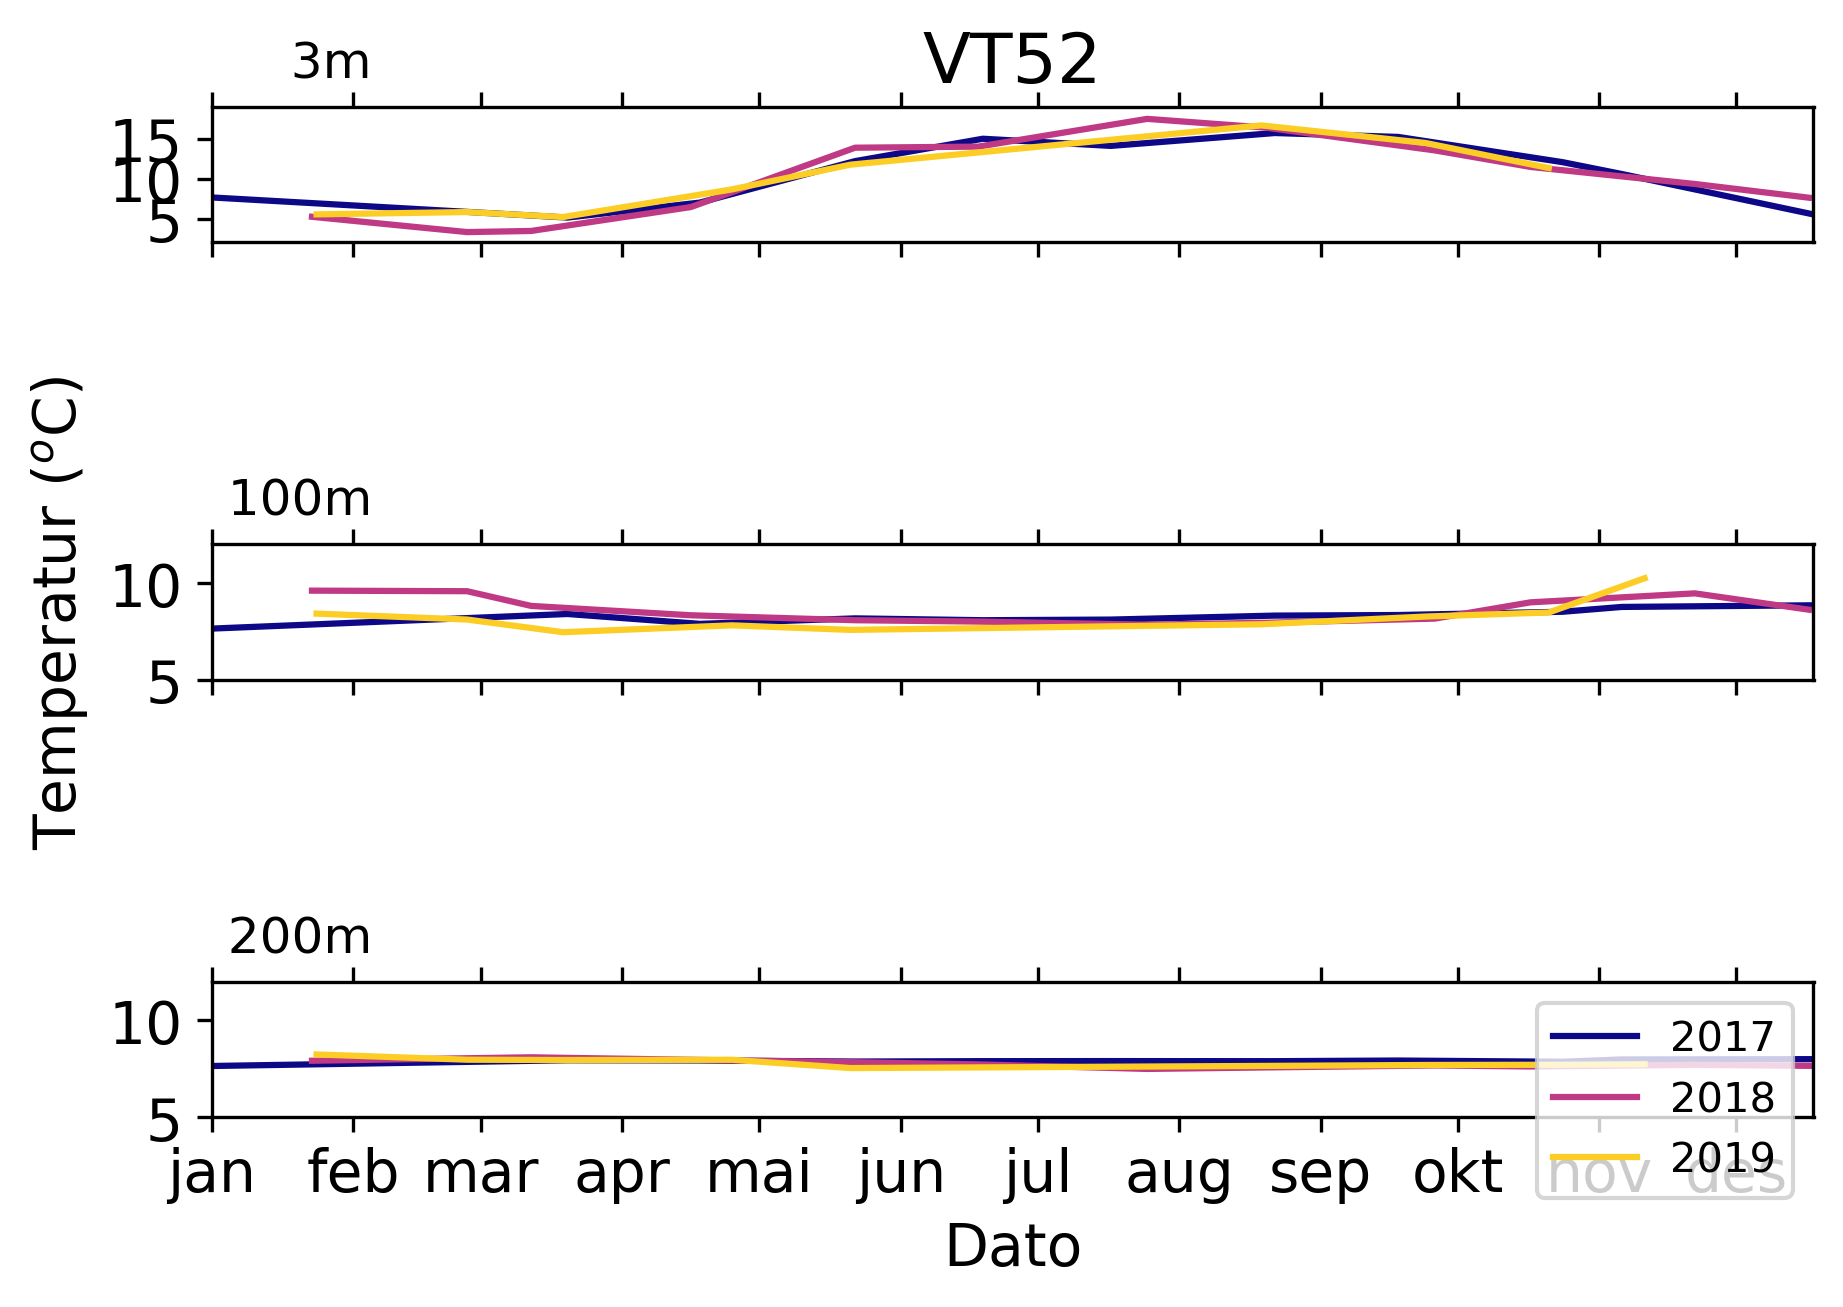 VT52
3m
15
10
5
Temperatur (°C)
100m
10
5
200m
10
5
2017
2018
2019
jan feb mar apr mai jun jul aug sep okt nov des
Dato